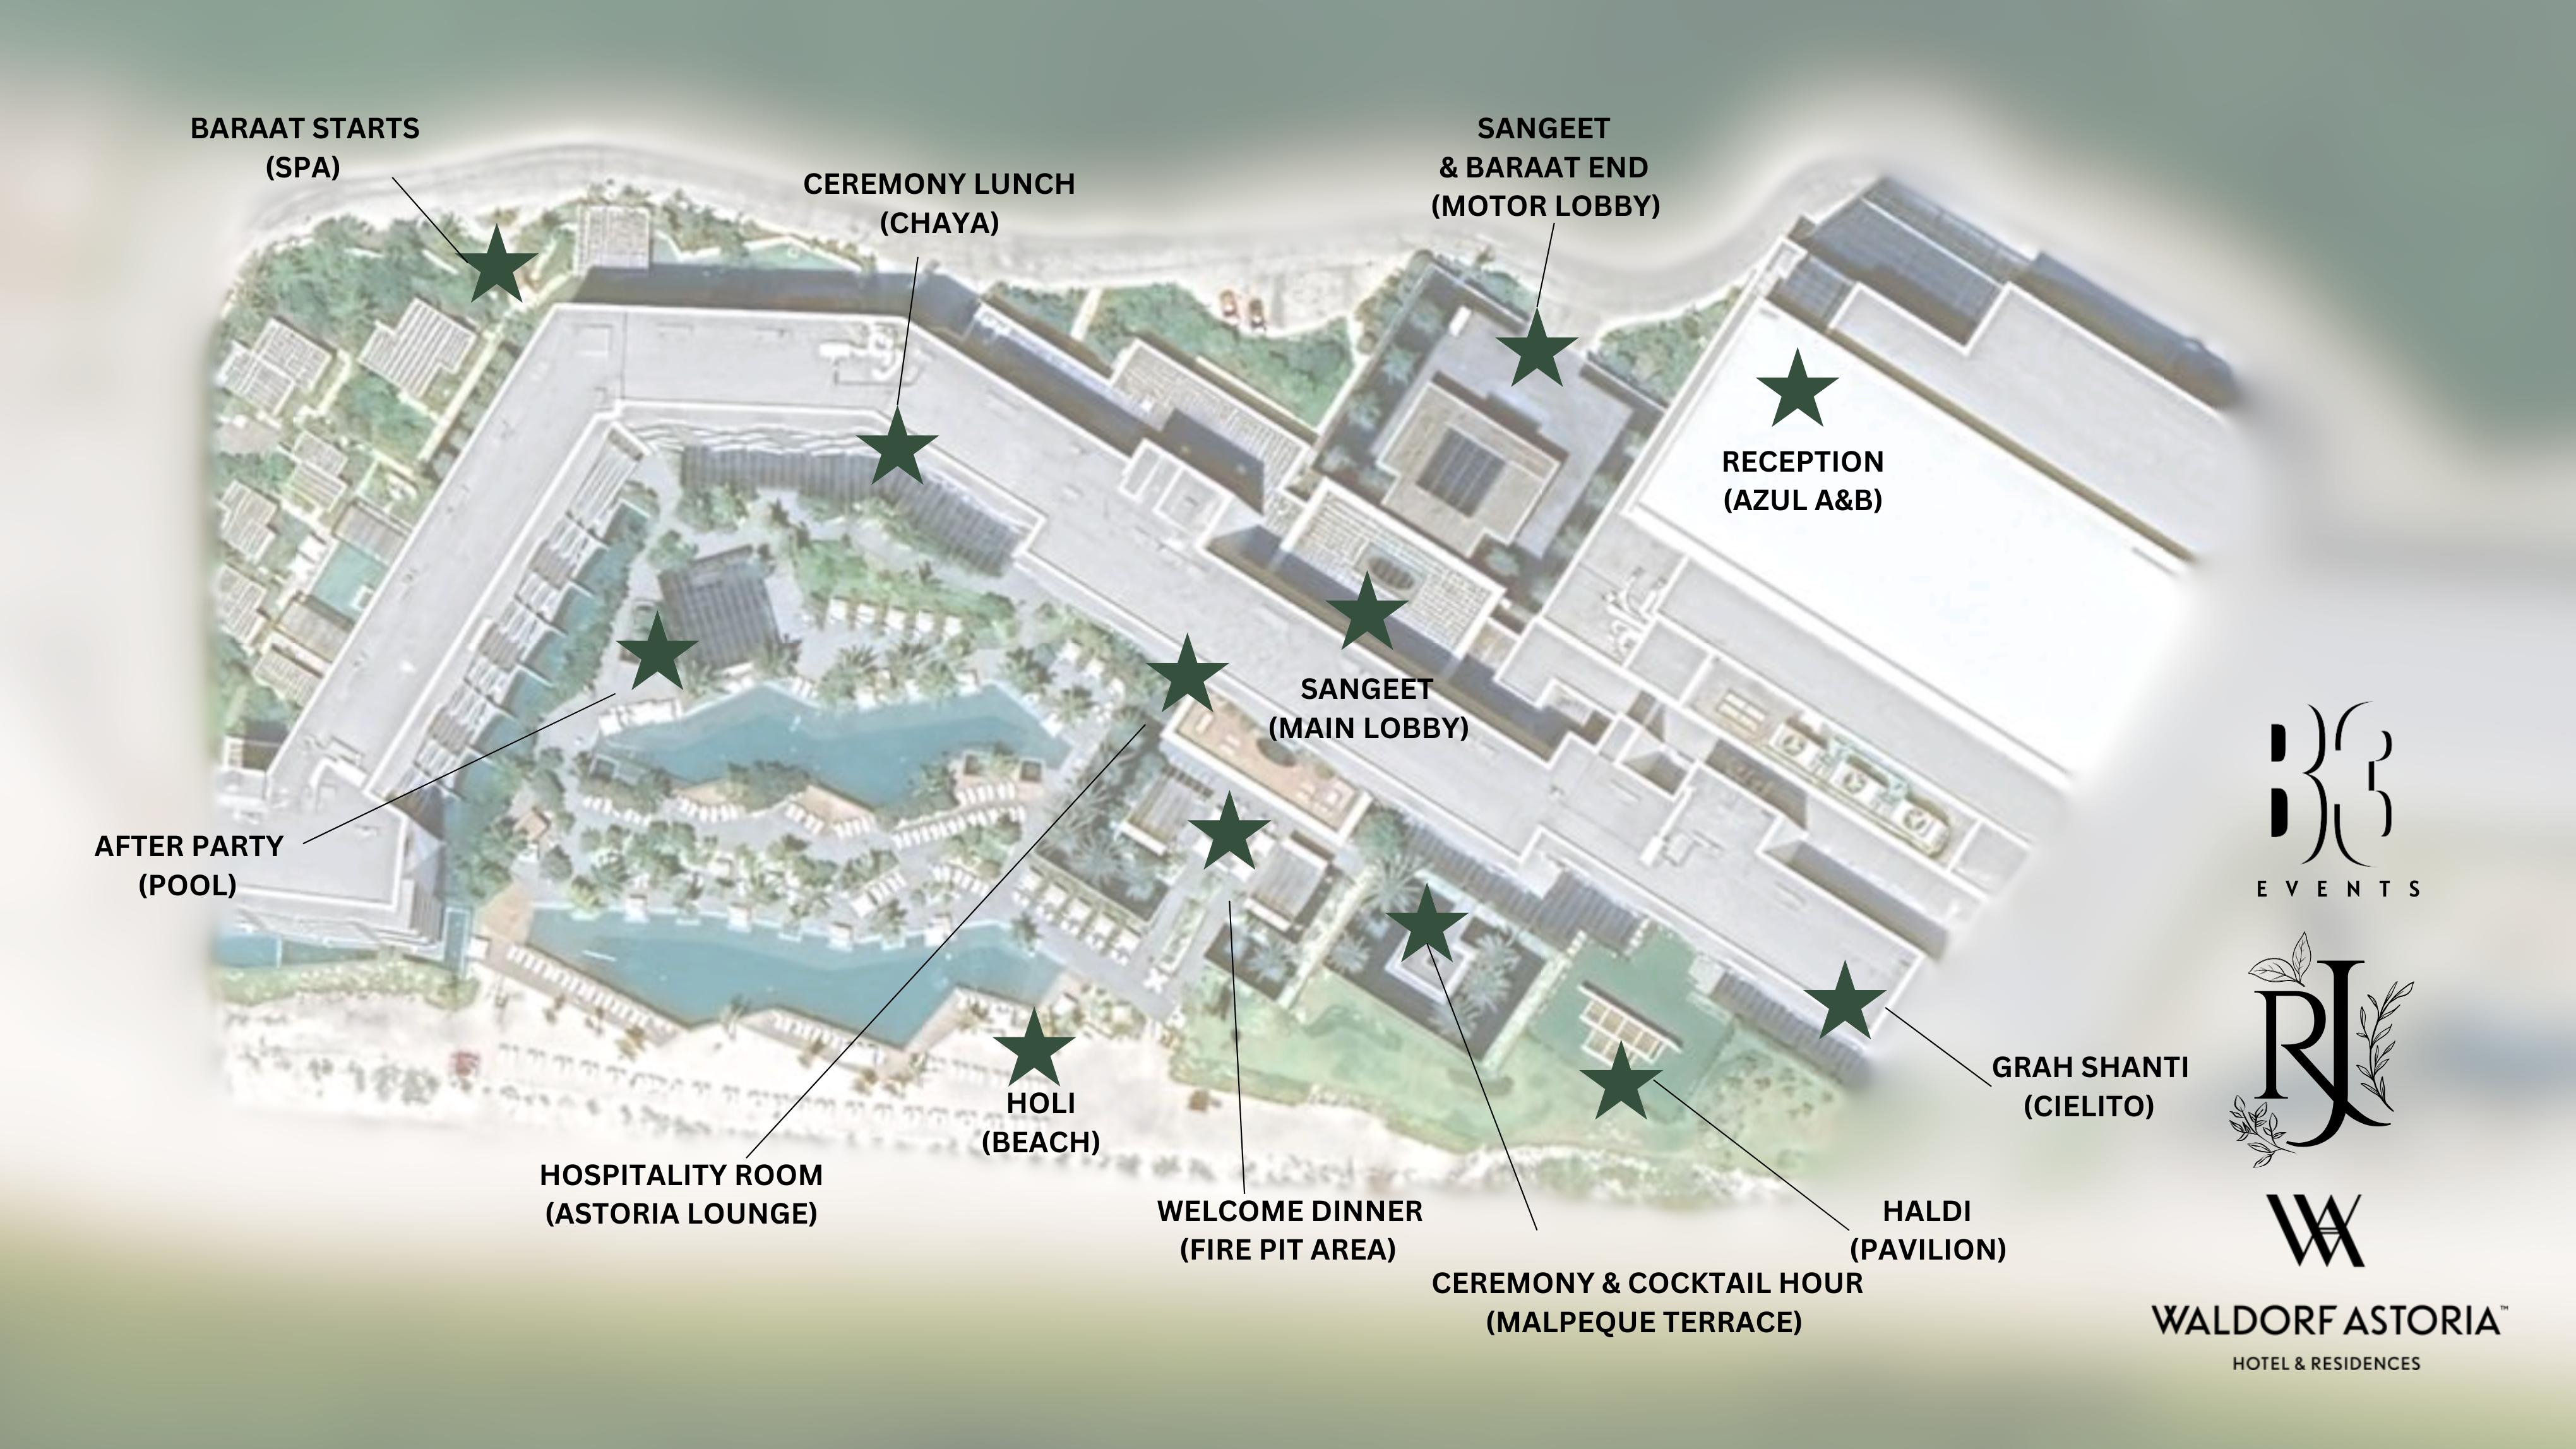 BARAAT STARTS
(SPA)
CEREMONY LUNCH
(CHAYA)
SANGEET
& BARAAT END
(MOTOR LOBBY)
RECEPTION
(AZUL A&B)
SANGEET
(MAIN LOBBY)
AFTER PARTY
(POOL)
HOLI
(BEACH)
HOSPITALITY ROOM
(ASTORIA LOUNGE)
WELCOME DINNER
(FIRE PIT AREA)
CEREMONY & COCKTAIL HOUR
(MALPEQUE TERRACE)
HALDI
(PAVILION)
GRAH SHANTI
(CIELITO)
B3
EVENTS
RJ
WA
WALDORF ASTORIA™
HOTEL & RESIDENCES